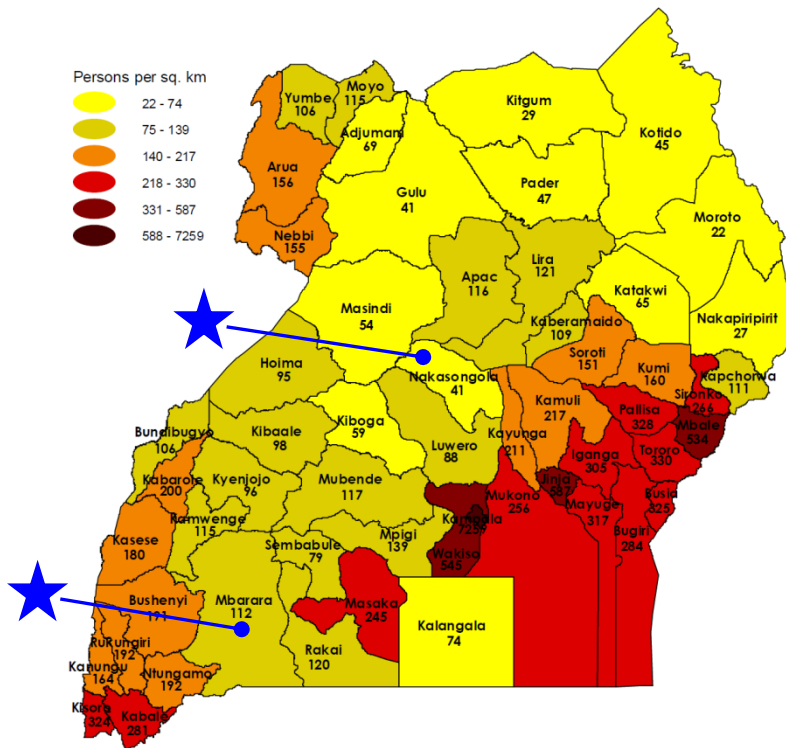 Persons per sq. km
22 - 74
75 - 139
140 - 217
218 - 330
331 - 587
588 - 7259
Yumbe
106
Moyo
115
Adjumani
69
Kitgum
29
Kotido
45
Arua
156
Gulu
41
Pader
47
Moroto
22
Nebbi
155
Apac
116
Lira
121
Masindi
54
Katakwi
65
Nakapiripirit
27
Kaberamaido
109
Hoima
95
Soroti
151
Kumi
160
Kapchorwa
111
Nakasongola
41
Sironko
266
Kamuli
217
Pallisa
328
Mbale
534
Kiboga
59
Bundibugyo
106
Kibaale
98
Luwero
88
Kayunga
211
Iganga
305
Tororo
330
Kabarole
200
Kyenjojo
96
Mubende
117
Jinja
587
Mukono
256
Mayuge
317
Busia
325
Kamwenge
115
Kampala
7259
Bugiri
284
Kasese
180
Sembabule
79
Mpigi
139
Wakiso
545
Bushenyi
191
Mbarara
112
Masaka
245
Kalangala
74
Rukungiri
192
Rakai
120
Kanungu
164
Ntungamo
192
Kisoro
324
Kabale
281